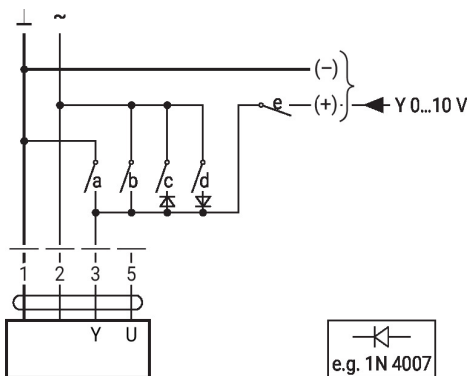 ⊥ ~
(–)
e (+) Y 0...10 V
a b c d
1 2 3 5
Y U
e.g. 1N 4007